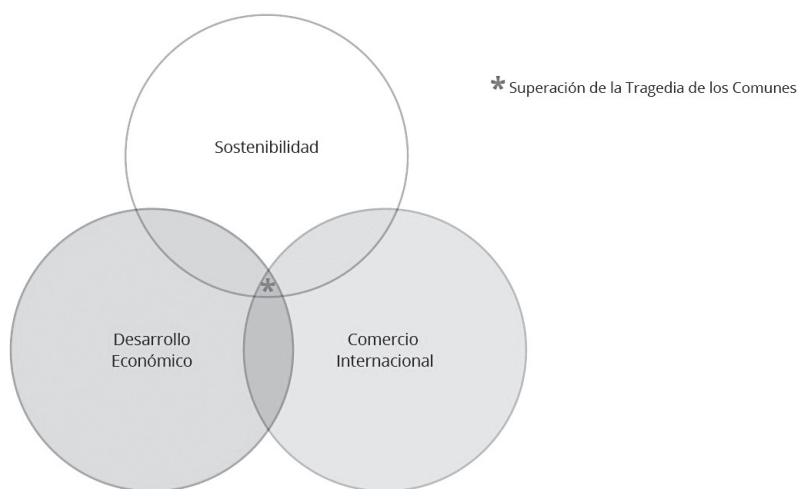 * Superación de la Tragedia de los Comunes
Sostenibilidad
*
Desarrollo
Económico
Comercio
Internacional